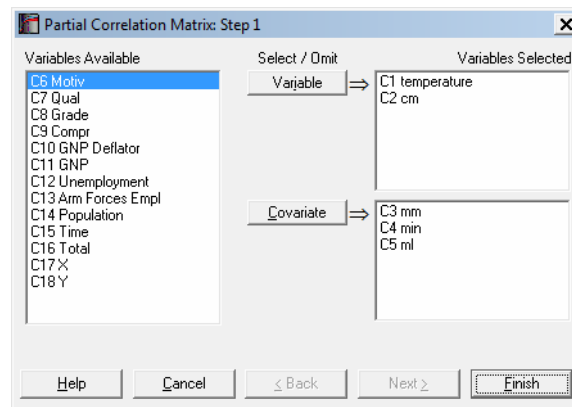 Partial Correlation Matrix: Step 1
Variables Available
Select / Omit
Variables Selected
C6 Motiv
C7 Qual
C8 Grade
C9 Compr
C10 GNP Deflator
C11 GNP
C12 Unemployment
C13 Arm Forces Empl
C14 Population
C15 Time
C16 Total
C17 X
C18 Y
Variable
C1 temperature
C2 cm
Covariate
C3 mm
C4 min
C5 ml
Help
Cancel
< Back
Next >
Finish